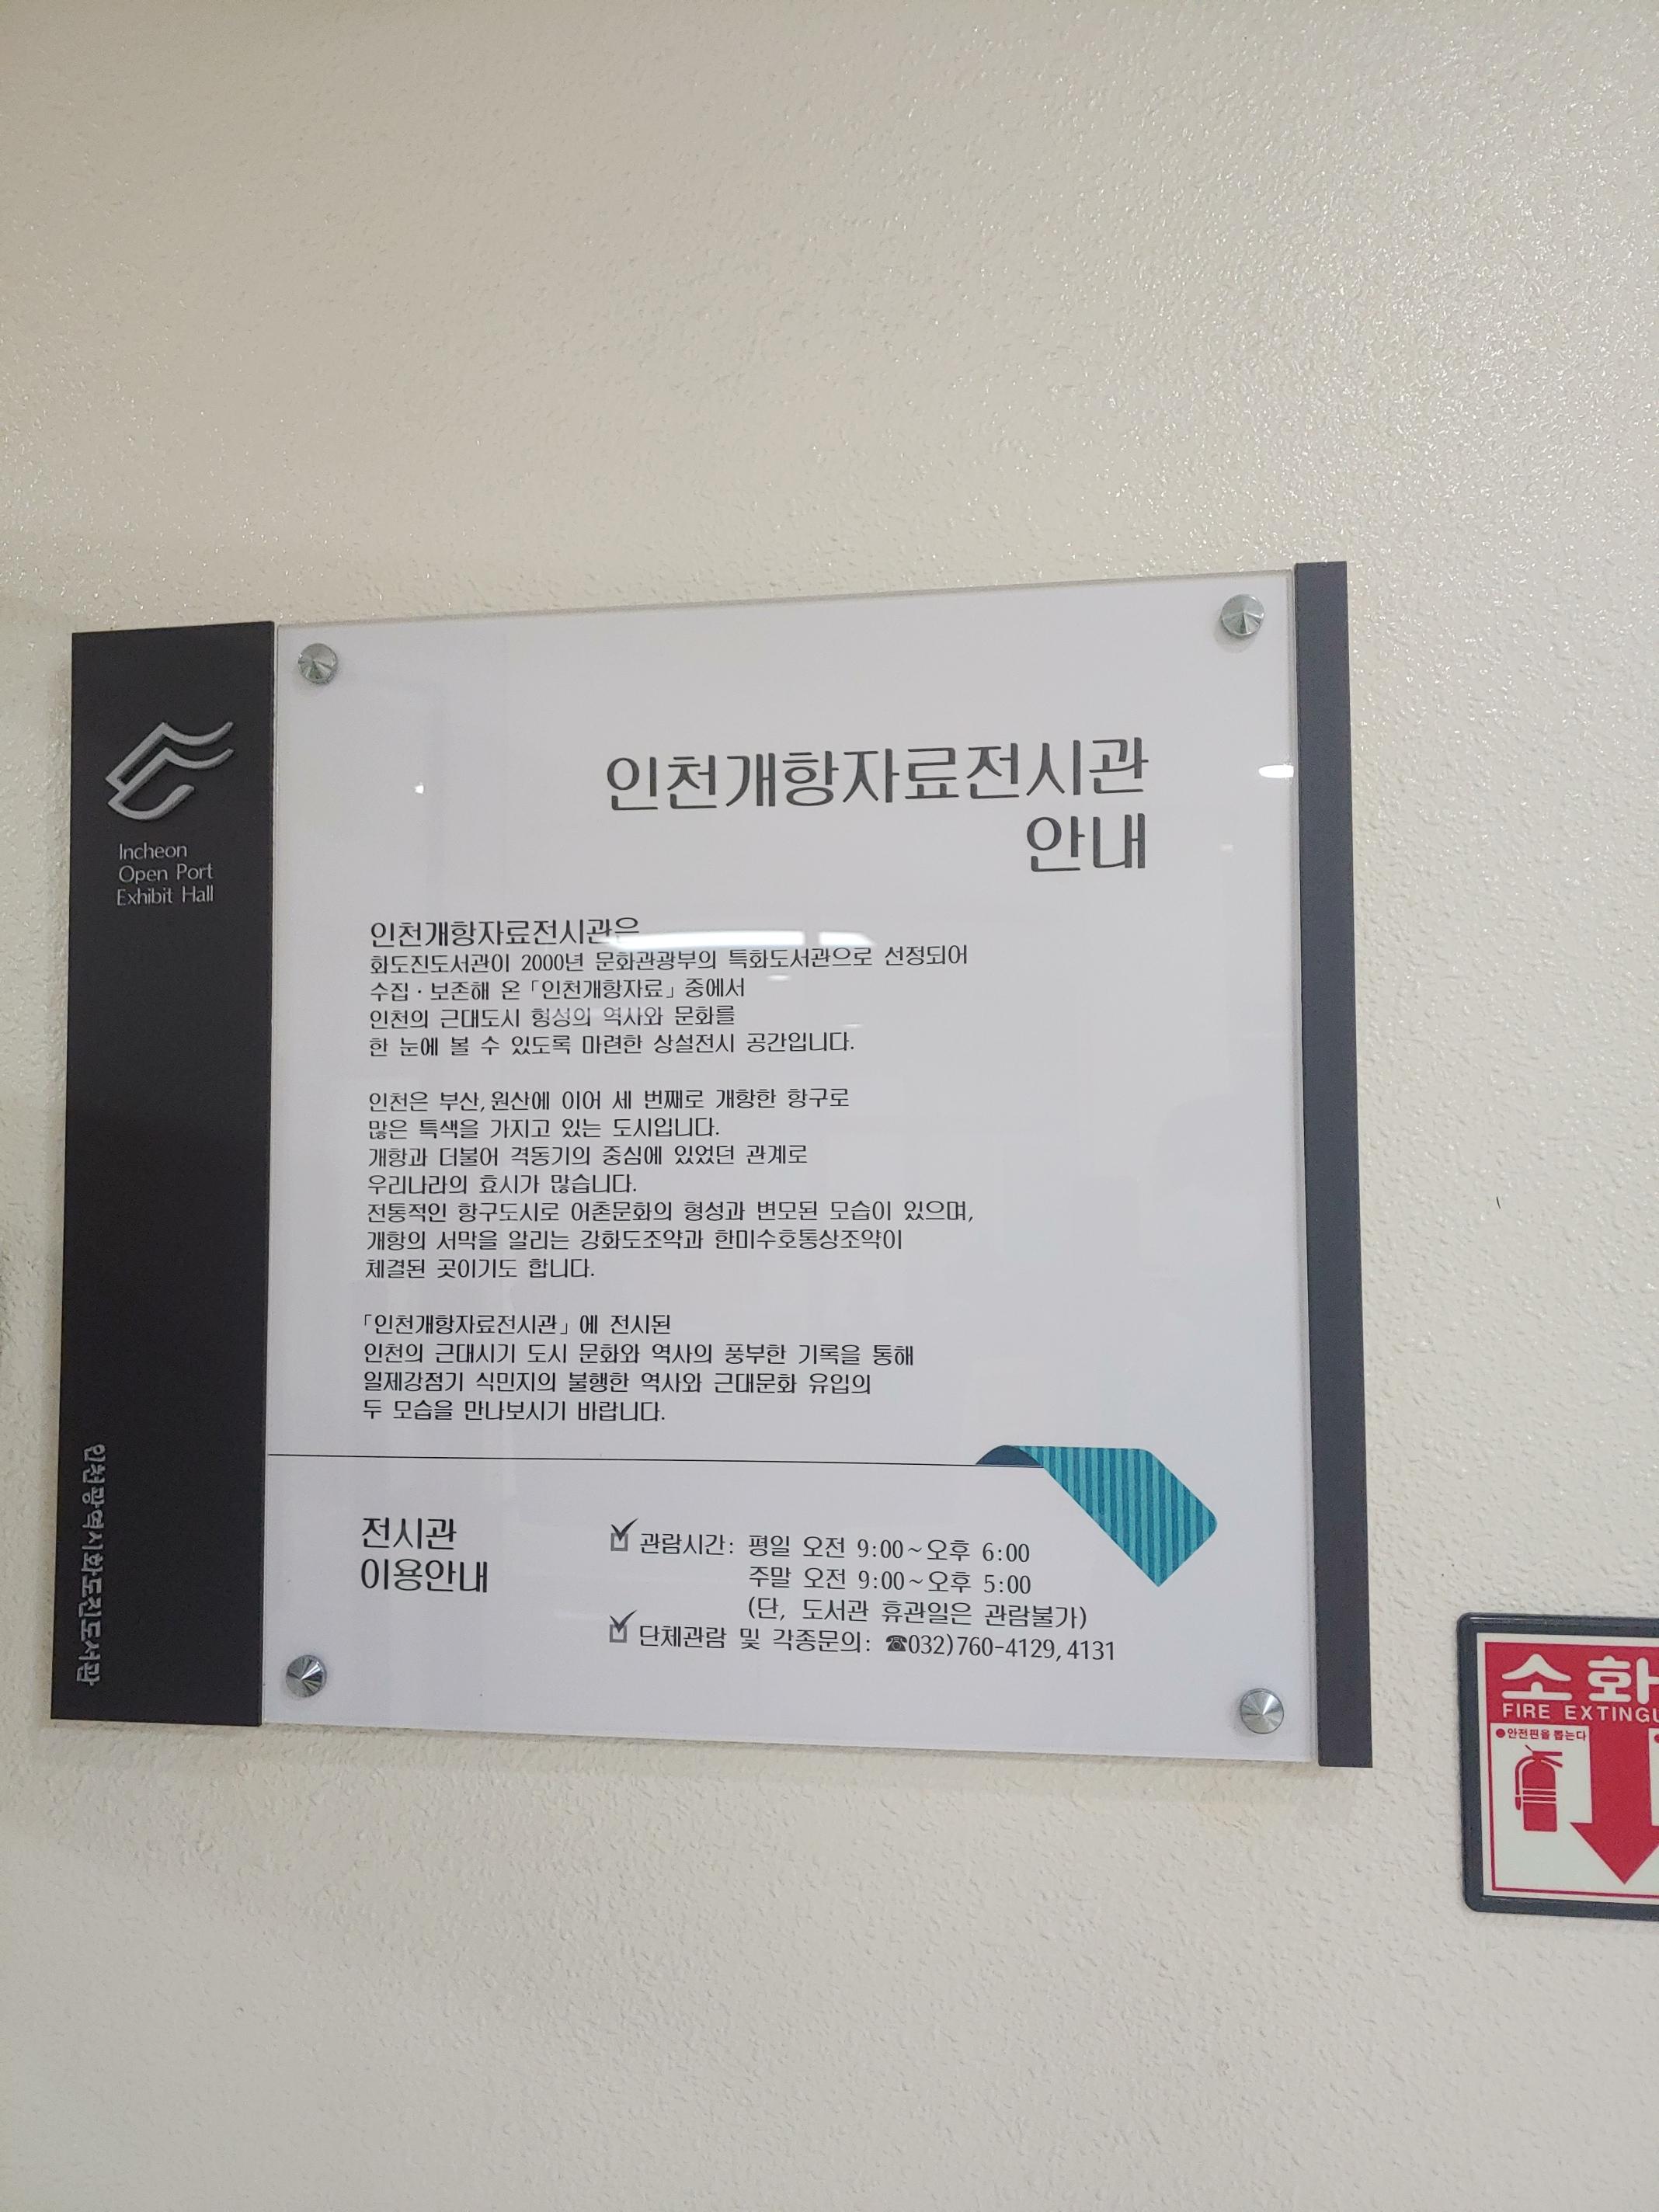 Incheon
Open Port
Exhibit Hall
인천광역시화도진도서관
인천개항자료전시관
안내
인천개항자료전시관은
화도진도서관이 2000년 문화관광부의 특화도서관으로 선정되어
수집·보존해 온 「인천개항자료」 중에서
인천의 근대도시 형성의 역사와 문화를
한 눈에 볼 수 있도록 마련한 상설전시 공간입니다.
인천은 부산,원산에 이어 세 번째로 개항한 항구로
많은 특색을 가지고 있는 도시입니다.
개항과 더불어 격동기의 중심에 있었던 관계로
우리나라의 효시가 많습니다.
전통적인 항구도시로 어촌문화의 형성과 변모된 모습이 있으며,
개항의 서막을 알리는 강화도조약과 한미수호통상조약이
체결된 곳이기도 합니다.
「인천개항자료전시관」에 전시된
인천의 근대시기 도시 문화와 역사의 풍부한 기록을 통해
일제강점기 식민지의 불행한 역사와 근대문화 유입의
두 모습을 만나보시기 바랍니다.
전시관
이용안내
관람시간: 평일 오전 9:00~오후 6:00
주말 오전 9:00~오후 5:00
(단, 도서관 휴관일은 관람불가)
단체관람 및 각종문의: ☎032)760-4129,4131
소화
FIRE EXTINGU
●안전핀을 뽑는다